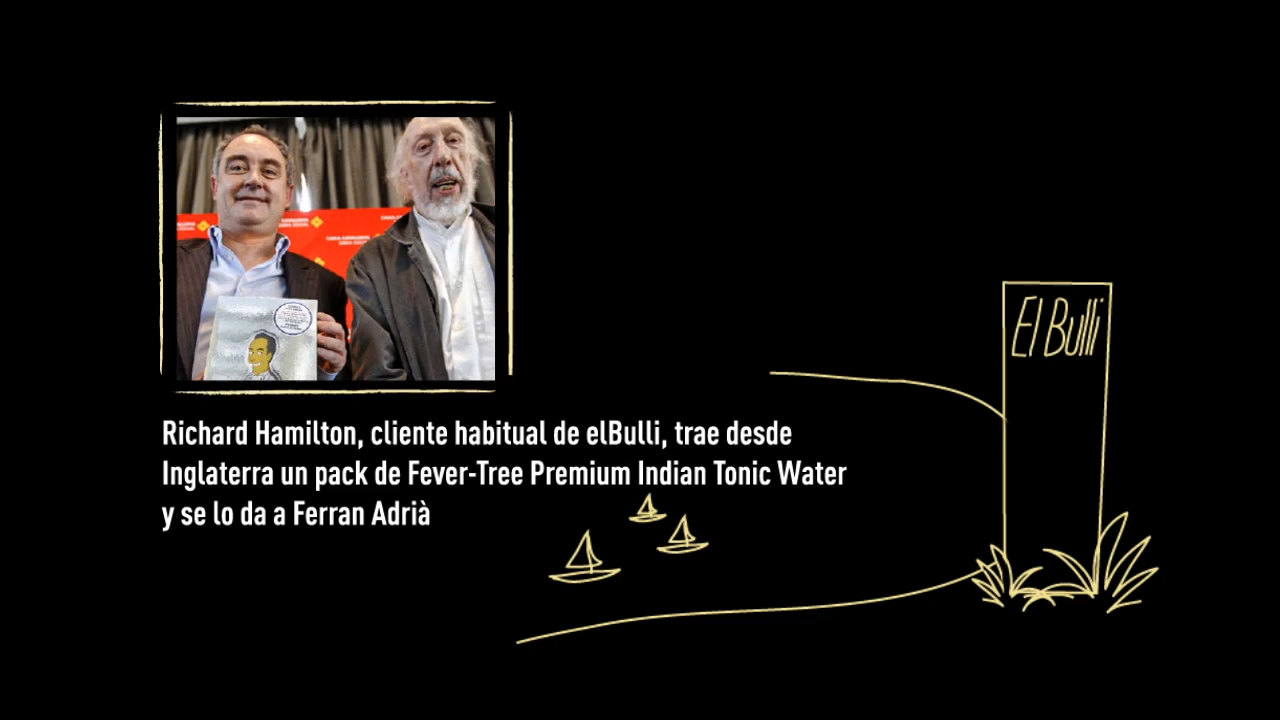 El Bulli
Richard Hamilton, cliente habitual de elBulli, trae desde
Inglaterra un pack de Fever-Tree Premium Indian Tonic Water
y se lo da a Ferran Adrià